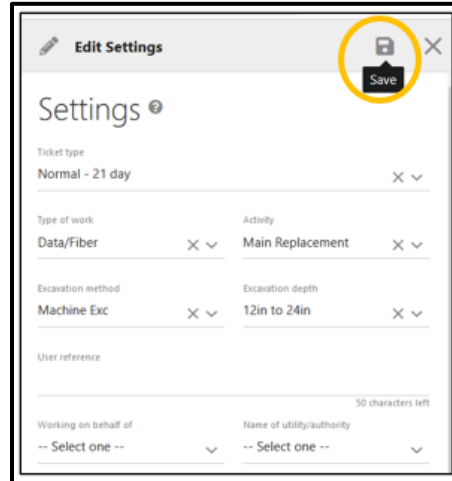 Edit Settings
Save
Settings
Ticket type
Normal - 21 day
Type of work
Activity
Data/Fiber
Main Replacement
Excavation method
Excavation depth
Machine Exc
12in to 24in
User reference
50 characters left
Working on behalf of
Name of utility/authority
-- Select one --
-- Select one --